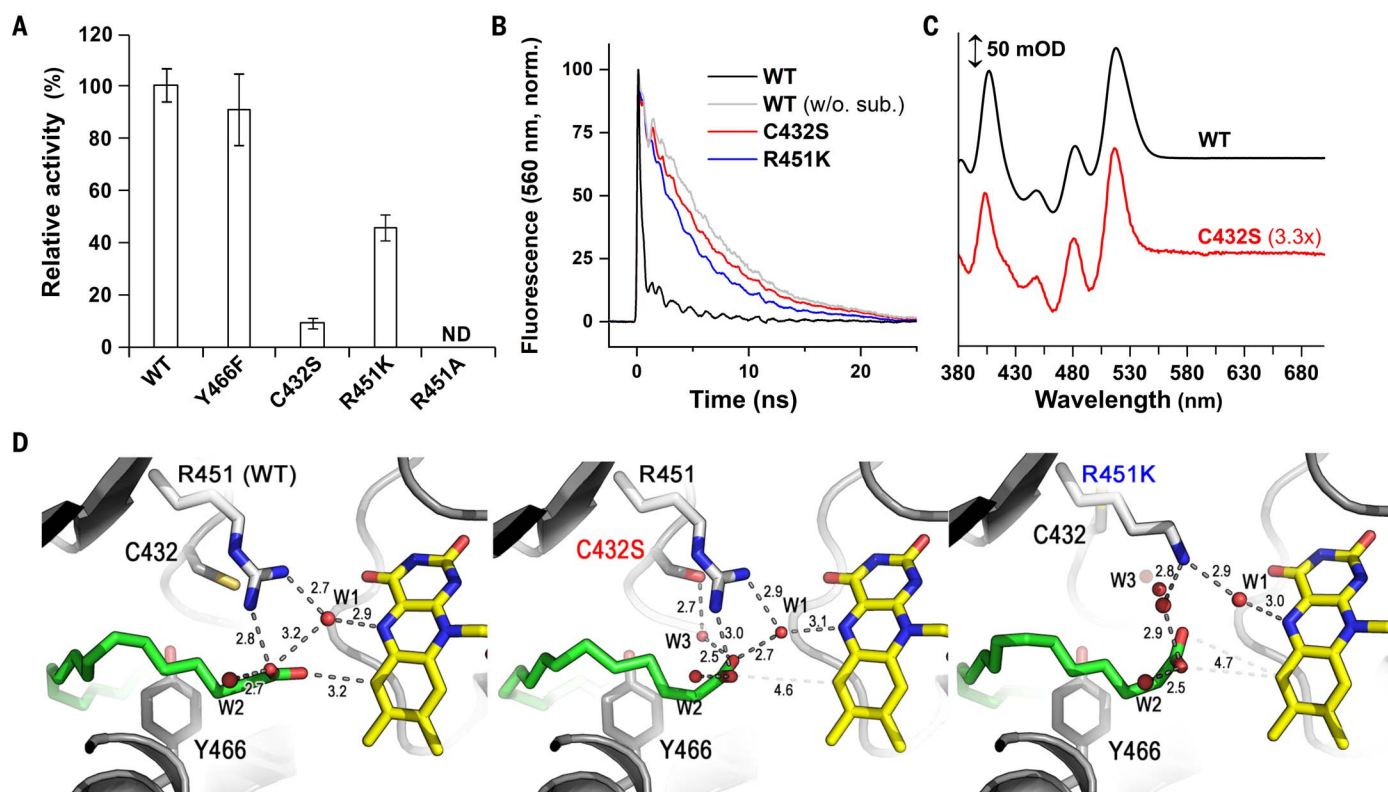 A
Relative activity (%)
120
100
80
60
40
20
0
ND
WT
Y466F
C432S
R451K
R451A
B
Fluorescence (560 nm, norm.)
100
75
50
25
0
WT
WT (w/o. sub.)
C432S
R451K
0
10
20
Time (ns)
C
50 mOD
WT
C432S (3.3x)
380
430
480
530
580
630
680
Wavelength (nm)
D
R451 (WT)
C432
2.7
W1
2.9
2.8
3.2
2.7
W2
3.2
Y466
R451
C432S
2.7
2.9
W1
W3
3.0
3.1
2.5
2.7
W2
4.6
Y466
R451K
C432
W3
2.8
2.9
W1
3.0
2.9
4.7
2.5
W2
Y466